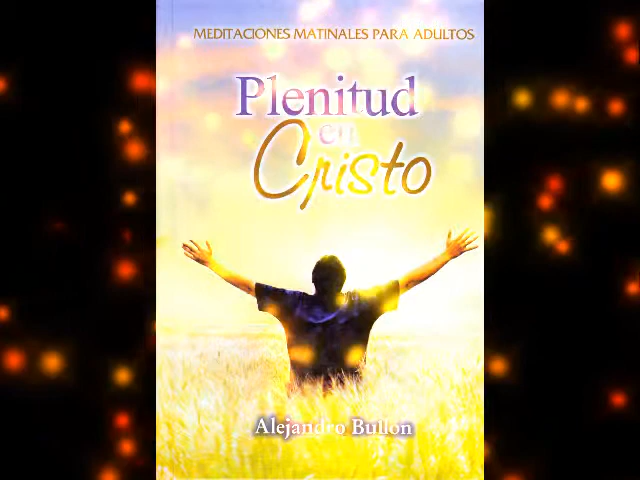 MEDITACIONES MATINALES PARA ADULTOS
Plenitud
en
Cristo
Alejandro Bullon